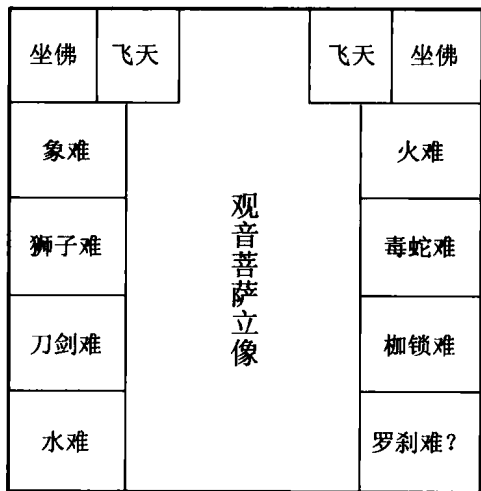 坐佛 飞天 飞天 坐佛
象难 火难
狮子难 毒蛇难
刀剑难 枷锁难
水难 罗刹难?
观音菩萨立像